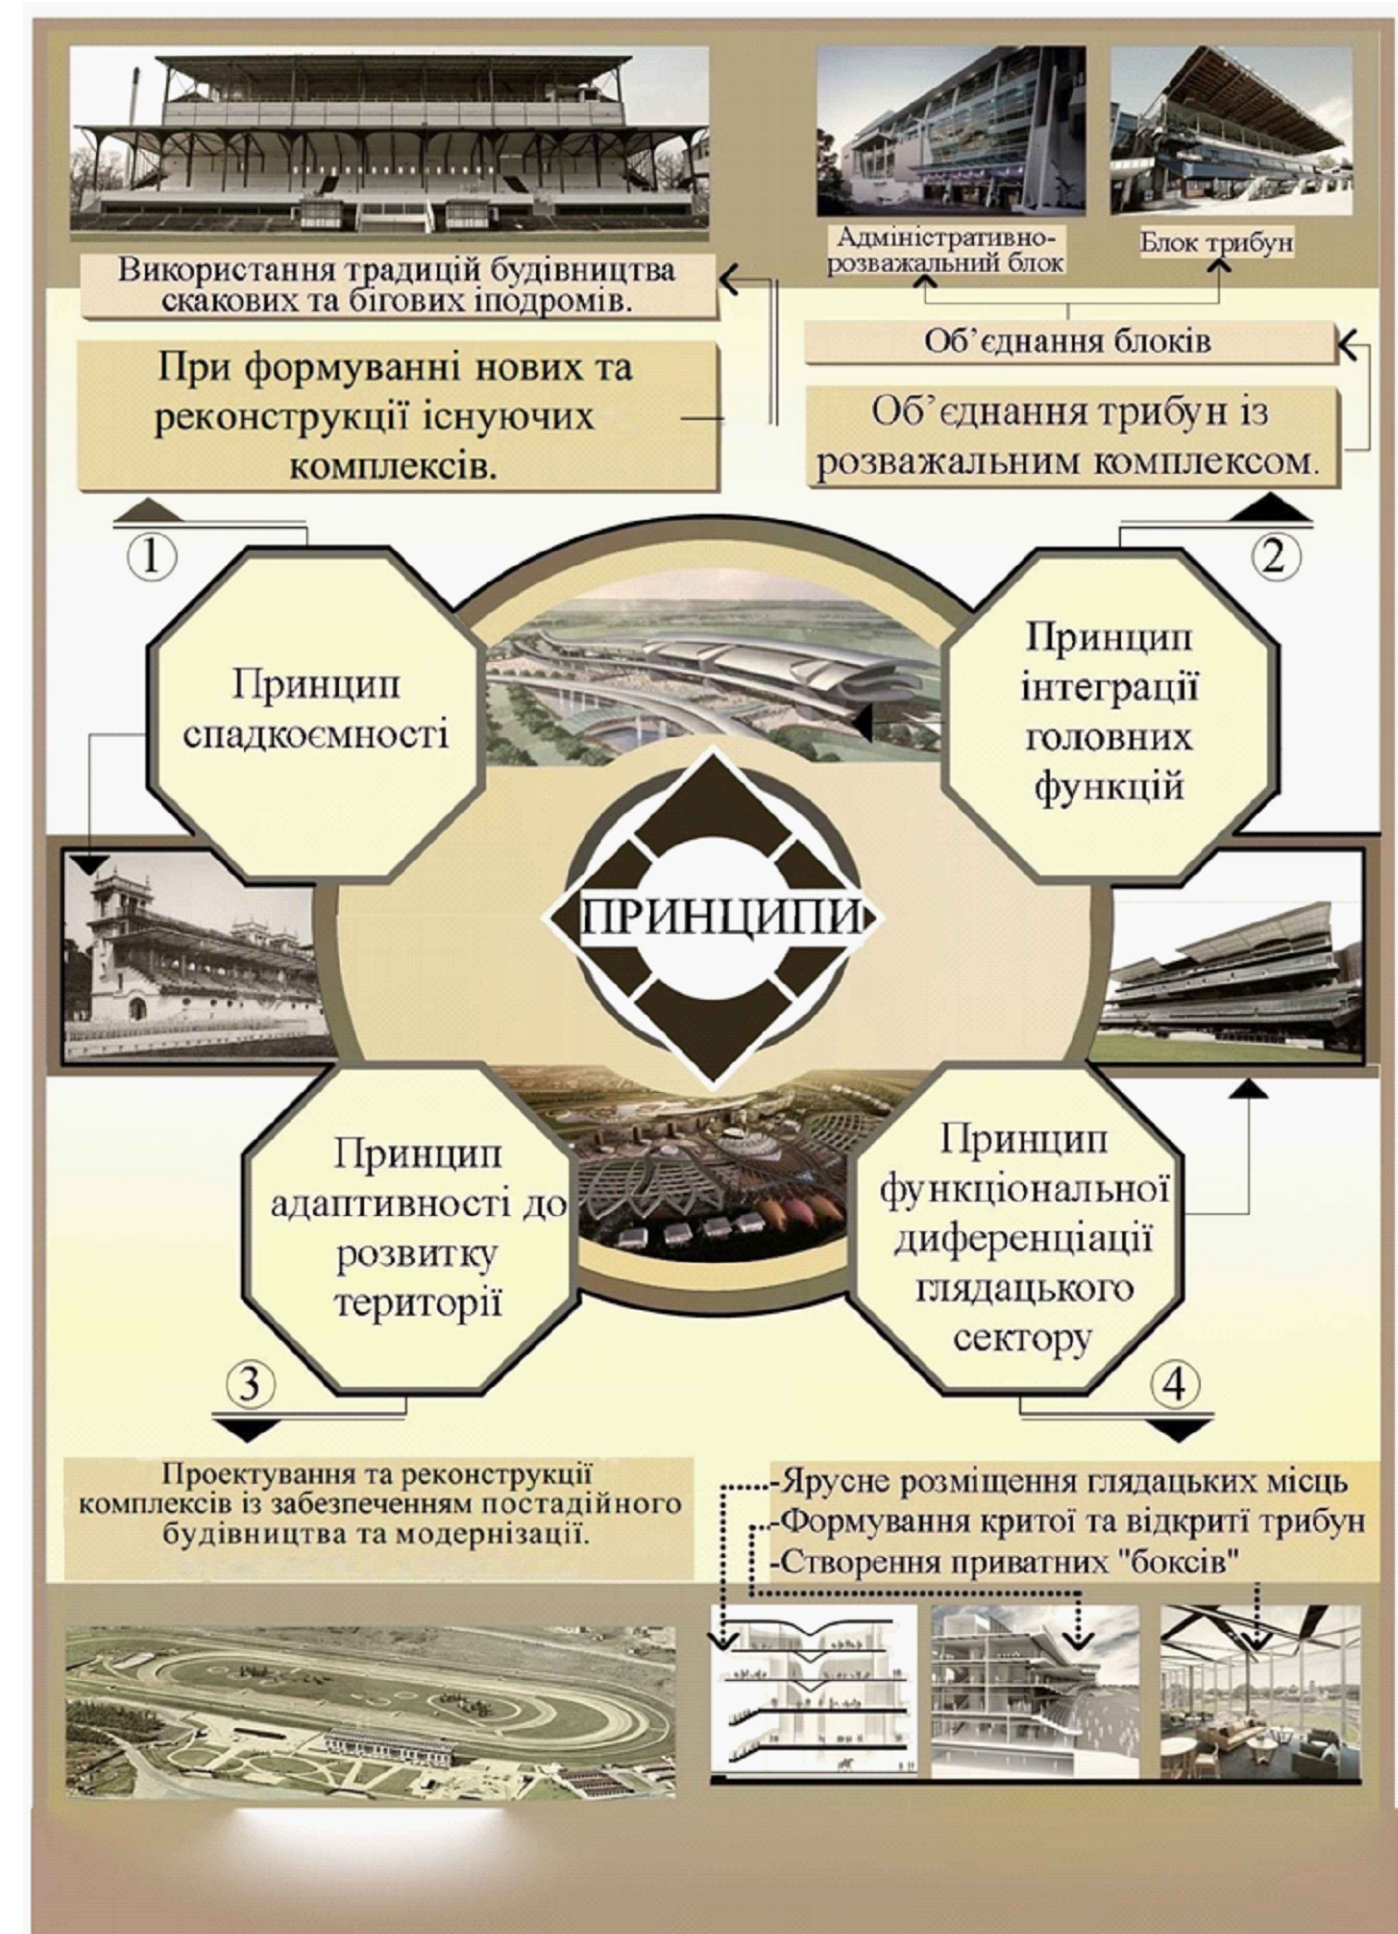 Адміністративно-
розважальний блок
Блок трибун
Використання традицій будівництва
скакових та бігових іподромів.
Об’єднання блоків
При формуванні нових та
реконструкції існуючих
комплексів.
Об’єднання трибун із
розважальним комплексом.
1
2
Принцип
спадкоємності
Принцип
інтеграції
головних
функцій
ПРИНЦИПИ
Принцип
адаптивності до
розвитку
території
Принцип
функціональної
диференціації
глядацького
сектору
3
4
Проектування та реконструкції
комплексів із забезпеченням постадійного
будівництва та модернізації.
-Ярусне розміщення глядацьких місць
-Формування критої та відкриті трибун
-Створення приватних "боксів"